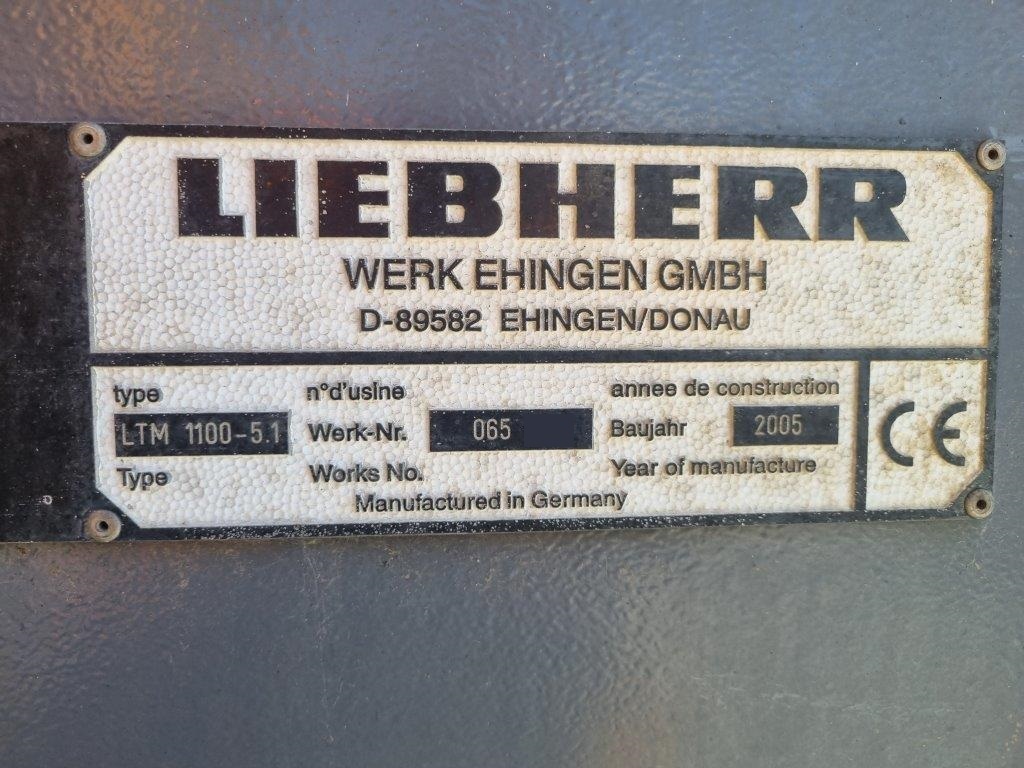 LIEBHERR
WERK EHINGEN GMBH
D-89582 EHINGEN/DONAU
type n°d'usine annee de construction
LTM 1100-5.1 Werk-Nr. 065 Baujahr 2005
Type Works No. Year of manufacture
Manufactured in Germany
CE